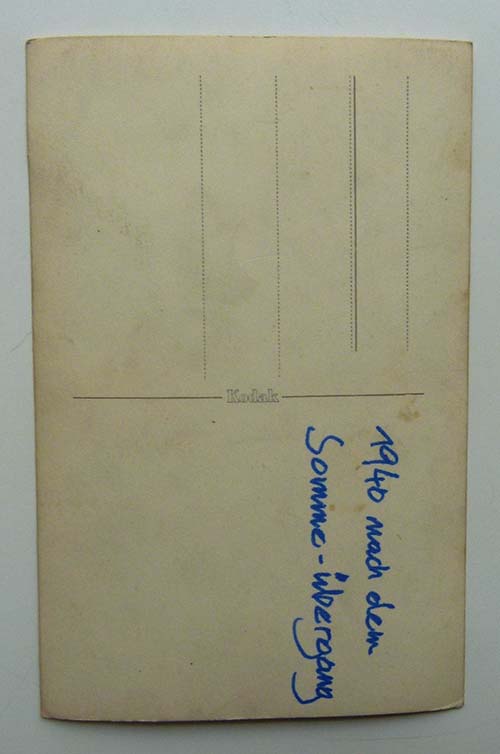 Kodak
1940 nach dem
Somme-Übergang